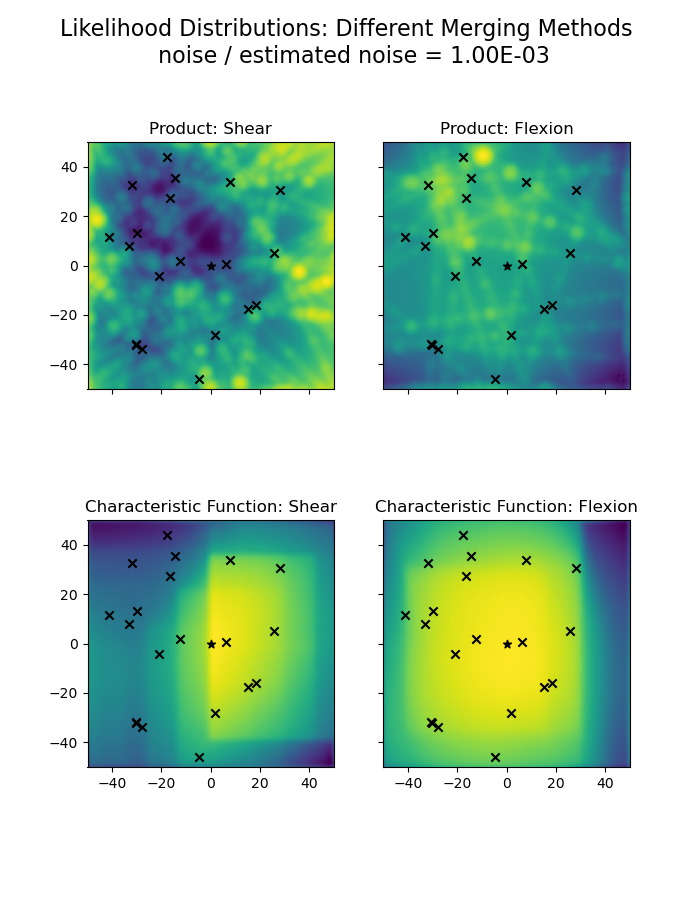 Likelihood Distributions: Different Merging Methods
noise / estimated noise = 1.00E-03
Product: Shear
Product: Flexion
40
20
0
−20
−40
Characteristic Function: Shear
Characteristic Function: Flexion
40
20
0
−20
−40
−40 −20 0 20 40
−40 −20 0 20 40